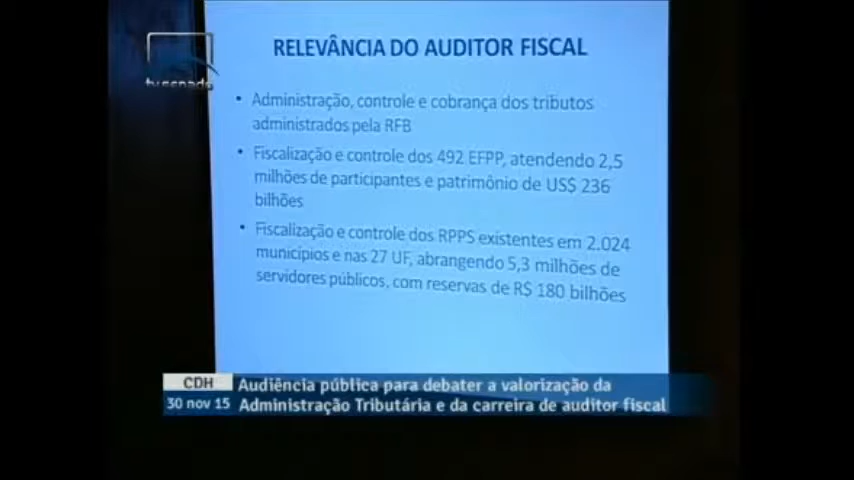 RELEVÂNCIA DO AUDITOR FISCAL
tv senado
• Administração, controle e cobrança dos tributos
administrados pela RFB
• Fiscalização e controle dos 492 EFPP, atendendo 2,5
milhões de participantes e patrimônio de US$ 236
bilhões
• Fiscalização e controle dos RPPS existentes em 2.024
municípios e nas 27 UF, abrangendo 5,3 milhões de
servidores públicos, com reservas de R$ 180 bilhões
CDH
Audiência pública para debater a valorização da
30 nov 15
Administração Tributária e da carreira de auditor fiscal